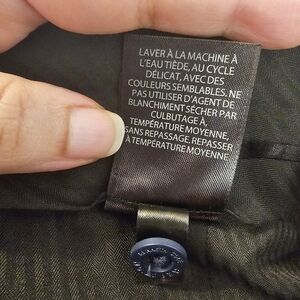 LAVER À LA MACHINE À
L'EAU TIÈDE, AU CYCLE
DÉLICAT, AVEC DES
COULEURS SEMBLABLES. NE
PAS UTILISER D'AGENT DE
BLANCHIMENT SÉCHER PAR
CULBUTAGE À
TEMPÉRATURE MOYENNE,
SANS REPASSAGE. REPASSER
À TEMPÉRATURE MOYENNE